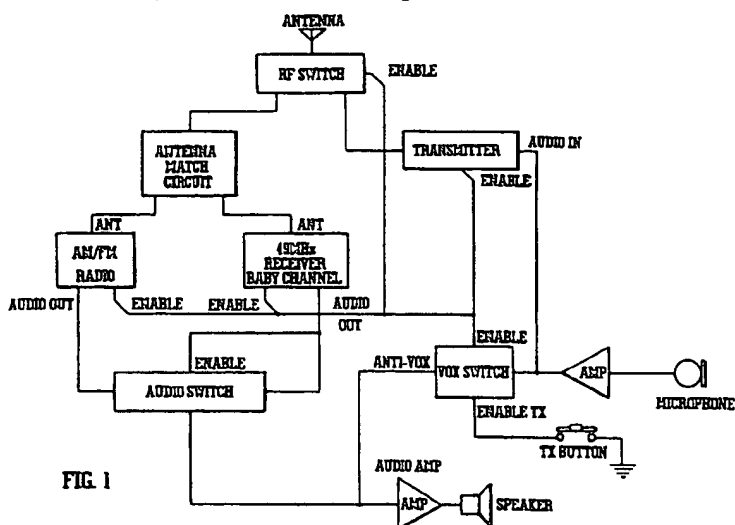 ANTENNA
RF SWITCH
ENABLE
ANTENNA
MATCH
CIRCUIT
TRANSMITTER
AUDIO IN
ENABLE
ANT
ANT
AM/FM
RADIO
49MHz
RECEIVER
BABY CHANNEL
AUDIO OUT
ENABLE
ENABLE
AUDIO
OUT
ENABLE
AUDIO SWITCH
ENABLE
ANTI-VOX
VOX SWITCH
AMP
MICROPHONE
ENABLE TX
TX BUTTON
FIG. 1
AUDIO AMP
AMP
SPEAKER